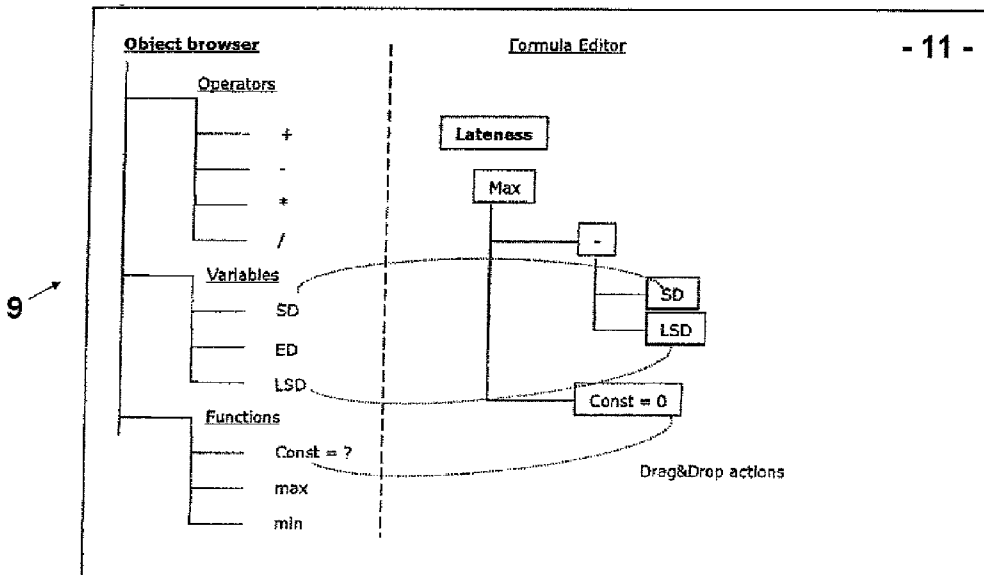 Object browser
Operators
+
-
*
/
Variables
SD
ED
LSD
Functions
Const = ?
max
min
Formula Editor
- 11 -
Lateness
Max
-
SD
LSD
Const = 0
Drag&Drop actions
9